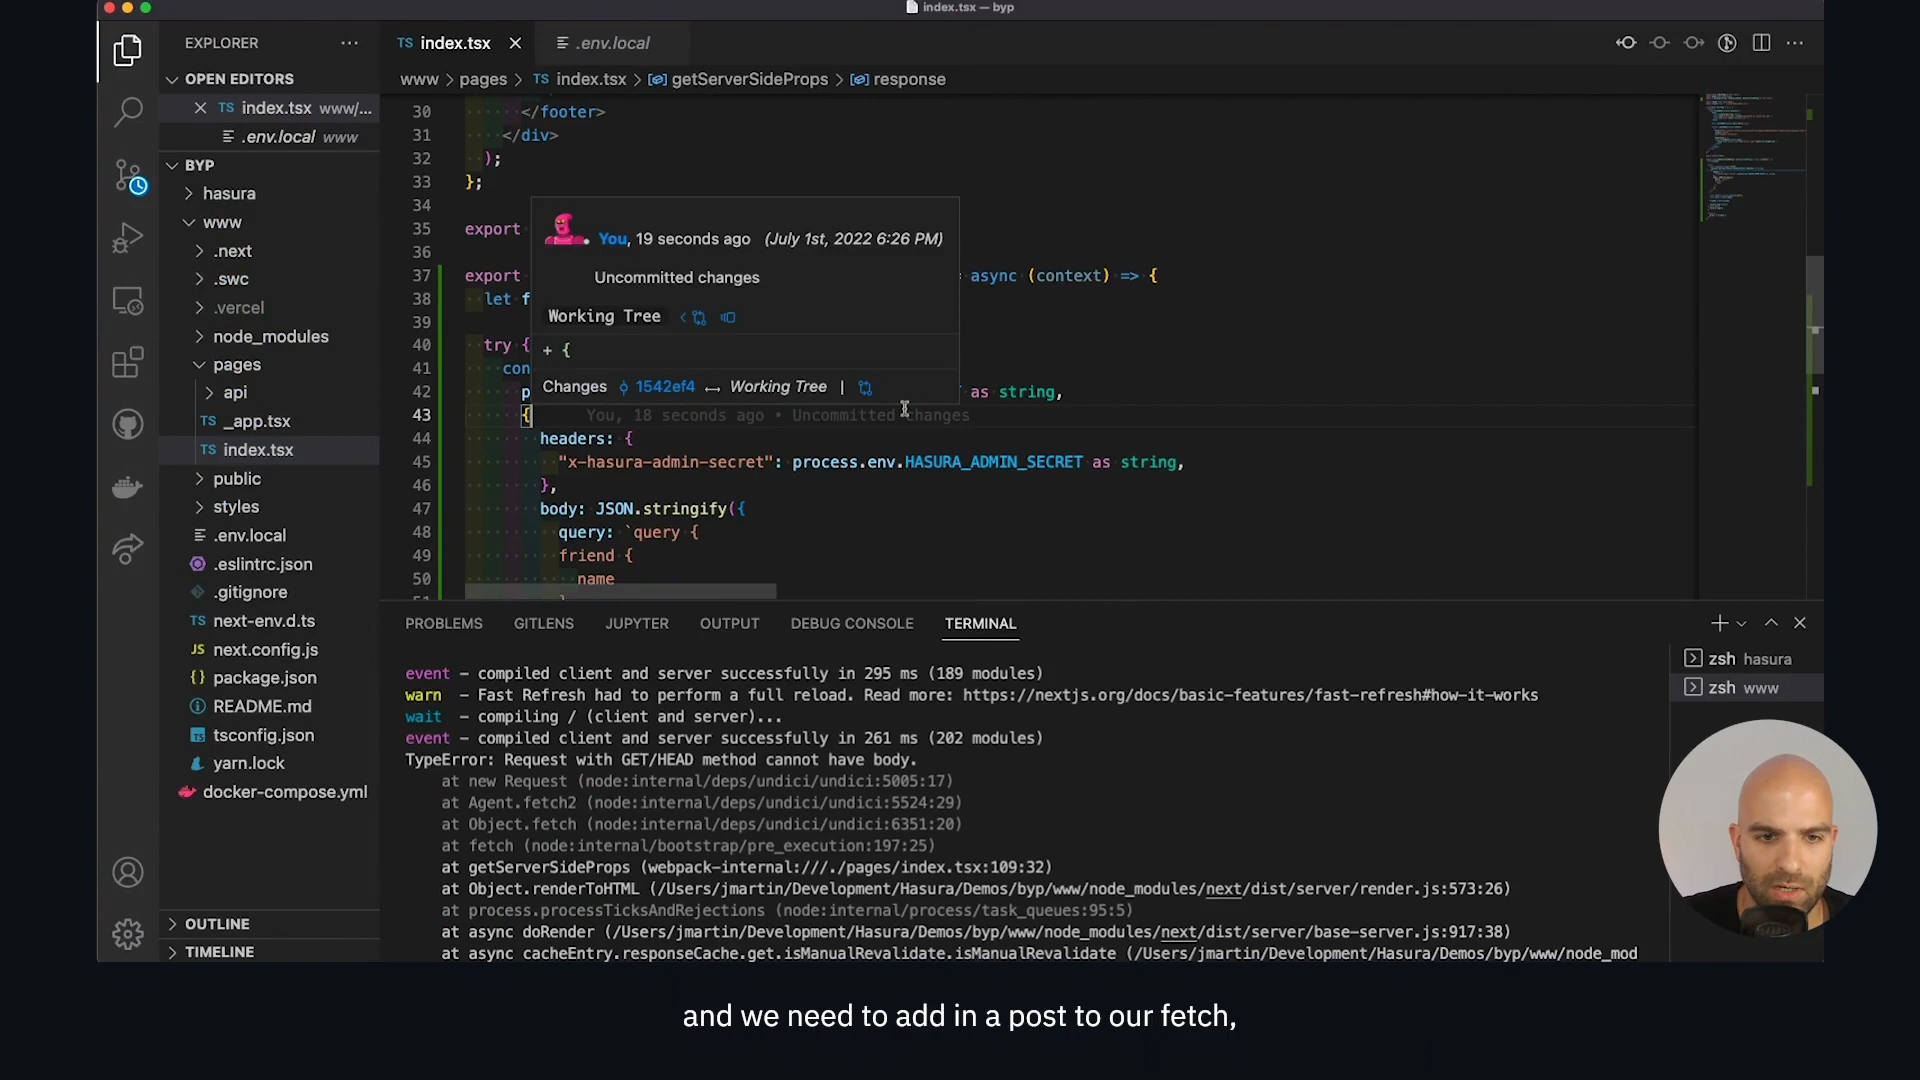 index.tsx — byp
EXPLORER
OPEN EDITORS
TS index.tsx www/...
.env.local www
BYP
hasura
www
.next
.swc
.vercel
node_modules
pages
api
TS _app.tsx
TS index.tsx
public
styles
.env.local
.eslintrc.json
.gitignore
TS next-env.d.ts
JS next.config.js
{} package.json
README.md
TS tsconfig.json
yarn.lock
docker-compose.yml
OUTLINE
TIMELINE
TS index.tsx
.env.local
www > pages > TS index.tsx > getServerSideProps > response
30 </footer>
31 </div>
32 );
33 };
34
35 export
36
37 export async (context) => {
38 let f
39
40 try {
41 con
42 p as string,
43 { You, 18 seconds ago • Uncommitted changes
44 headers: {
45 "x-hasura-admin-secret": process.env.HASURA_ADMIN_SECRET as string,
46 },
47 body: JSON.stringify({
48 query: `query {
49 friend {
50 name
You, 19 seconds ago (July 1st, 2022 6:26 PM)
Uncommitted changes
Working Tree
+ {
Changes 1542ef4 ↔ Working Tree |
PROBLEMS GITLENS JUPYTER OUTPUT DEBUG CONSOLE TERMINAL
event – compiled client and server successfully in 295 ms (189 modules)
warn – Fast Refresh had to perform a full reload. Read more: https://nextjs.org/docs/basic-features/fast-refresh#how-it-works
wait – compiling / (client and server)...
event – compiled client and server successfully in 261 ms (202 modules)
TypeError: Request with GET/HEAD method cannot have body.
at new Request (node:internal/deps/undici/undici:5005:17)
at Agent.fetch2 (node:internal/deps/undici/undici:5524:29)
at Object.fetch (node:internal/deps/undici/undici:6351:20)
at fetch (node:internal/bootstrap/pre_execution:197:25)
at getServerSideProps (webpack-internal:///./pages/index.tsx:109:32)
at Object.renderToHTML (/Users/jmartin/Development/Hasura/Demos/byp/www/node_modules/next/dist/server/render.js:573:26)
at process.processTicksAndRejections (node:internal/process/task_queues:95:5)
at async doRender (/Users/jmartin/Development/Hasura/Demos/byp/www/node_modules/next/dist/server/base-server.js:917:38)
at async cacheEntry.responseCache.get.isManualRevalidate.isManualRevalidate (/Users/jmartin/Development/Hasura/Demos/byp/www/node_mod
zsh hasura
zsh www
and we need to add in a post to our fetch,